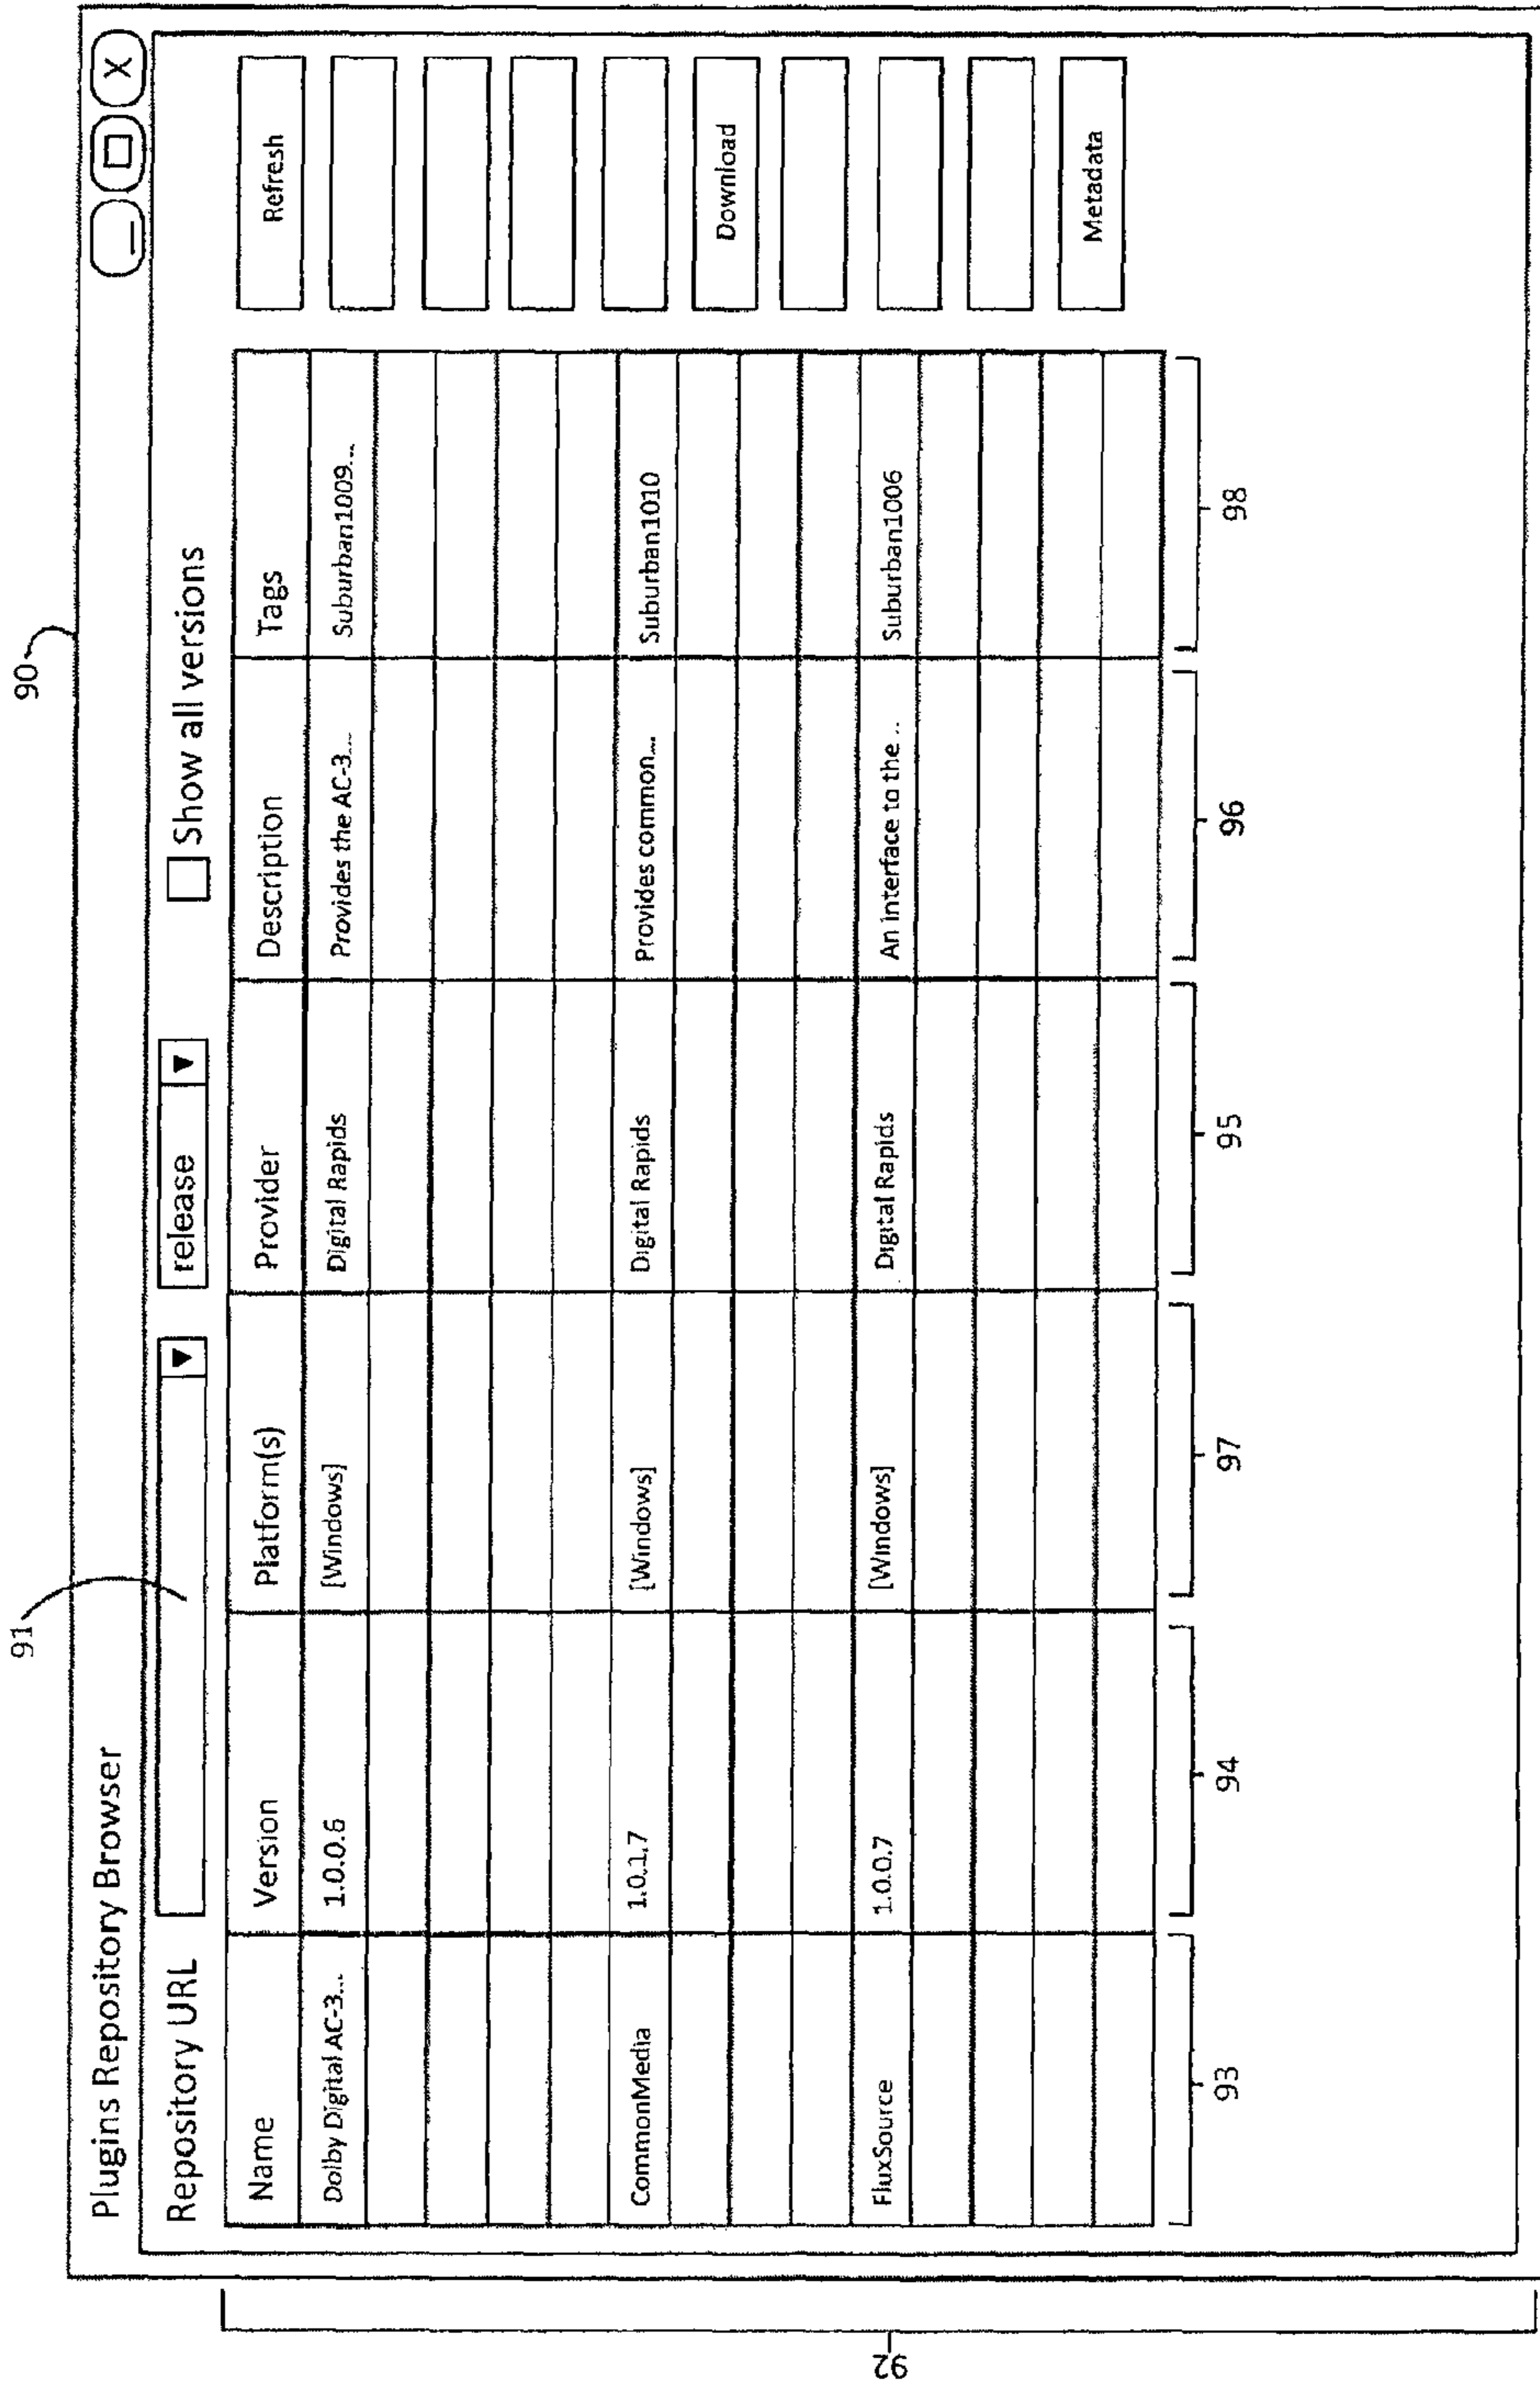 90
91
Plugins Repository Browser
X
Repository URL
release
Show all versions
Name Version Platform(s) Provider Description Tags
Dolby Digital AC-3... 1.0.0.6 [Windows] Digital Rapids Provides the AC-3... Suburban1009...
CommonMedia 1.0.1.7 [Windows] Digital Rapids Provides common... Suburban1010
FluxSource 1.0.0.7 [Windows] Digital Rapids An interface to the .. Suburban1006
Refresh
Download
Metadata
92
93 94 97 95 96 98